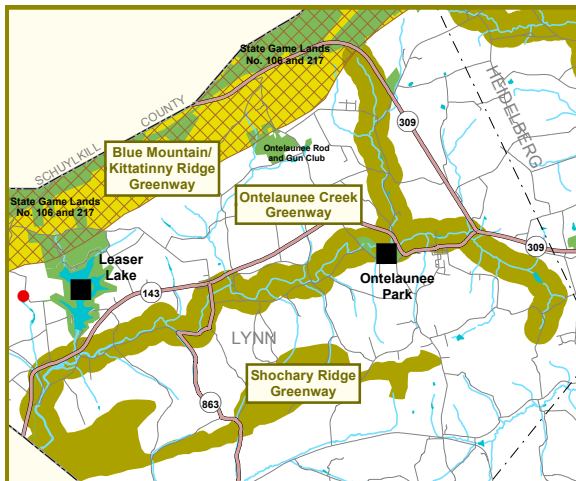 State Game Lands
No. 106 and 217
HEIDELBERG
SCHUYLKILL COUNTY
309
Ontelaunee Rod
and Gun Club
Blue Mountain/
Kittatinny Ridge
Greenway
State Game Lands
No. 106 and 217
Ontelaunee Creek
Greenway
309
Leaser
Lake
143
Ontelaunee
Park
LYNN
Shochary Ridge
Greenway
863